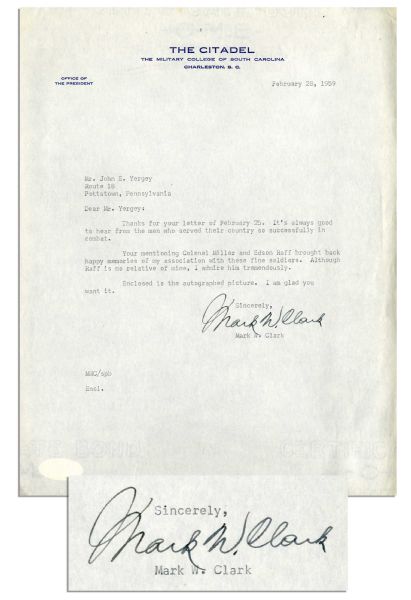 THE CITADEL
THE MILITARY COLLEGE OF SOUTH CAROLINA
CHARLESTON, S. C.
OFFICE OF
THE PRESIDENT
February 28, 1959
Mr. John E. Yergey
Route 18
Pottstown, Pennsylvania
Dear Mr. Yergey:
Thanks for your letter of February 25. It's always good
to hear from the men who served their country so successfully in
combat.
Your mentioning Colonel Miller and Edson Raff brought back
happy memories of my association with these fine soldiers. Although
Raff is no relative of mine, I admire him tremendously.
Enclosed is the autographed picture. I am glad you
want it.
Sincerely,
Mark W. Clark
Mark W. Clark
MWC/spb
Encl.
BOND
CERTIFIC
Sincerely,
Mark W. Clark
Mark W. Clark